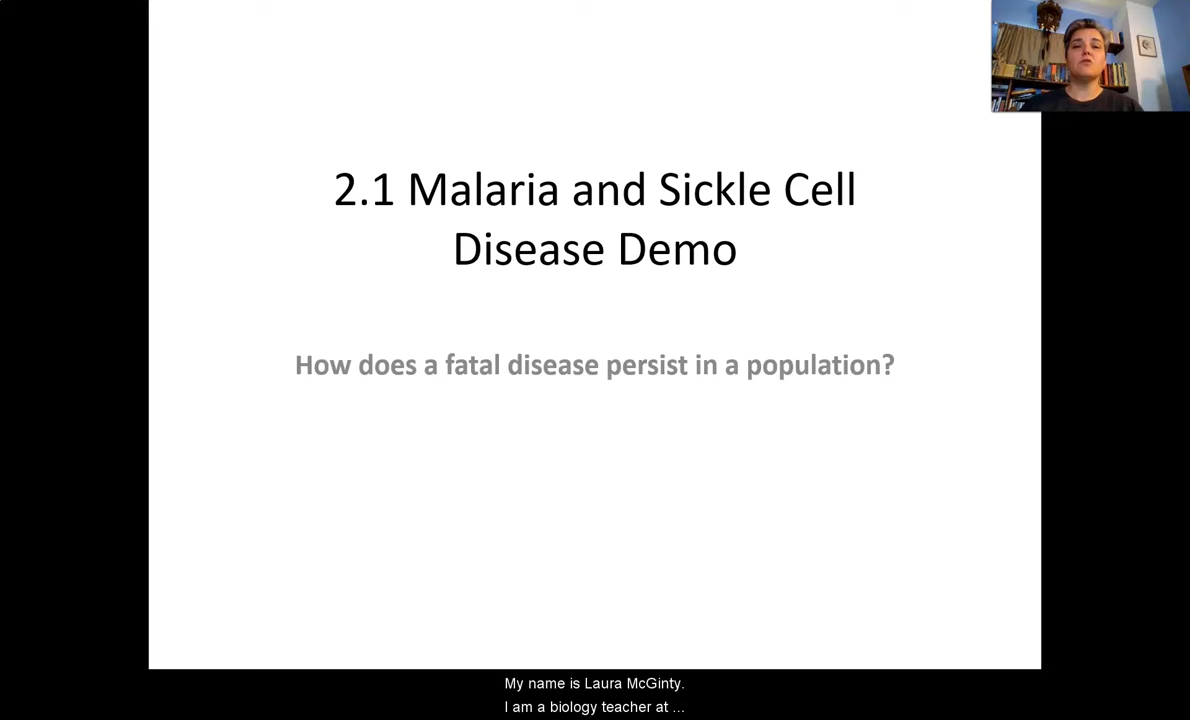 2.1 Malaria and Sickle Cell
Disease Demo
How does a fatal disease persist in a population?
My name is Laura McGinty.
I am a biology teacher at ...